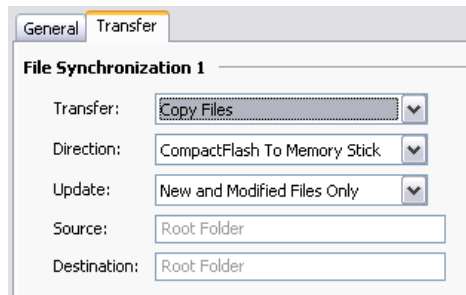 General Transfer
File Synchronization 1
Transfer: Copy Files
Direction: CompactFlash To Memory Stick
Update: New and Modified Files Only
Source: Root Folder
Destination: Root Folder